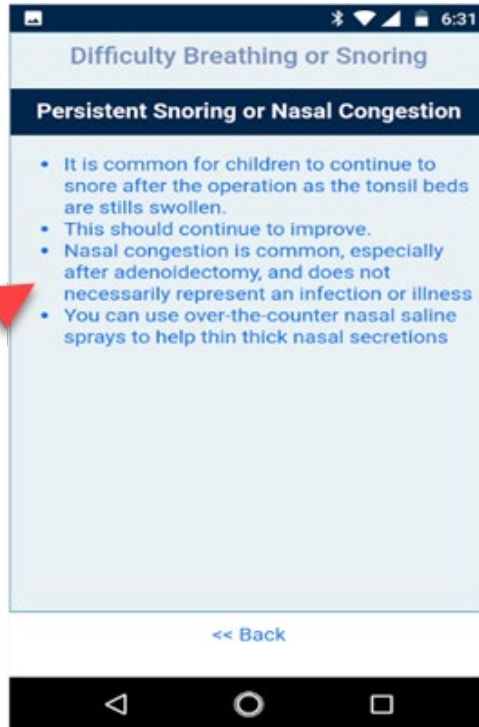 6:31
Difficulty Breathing or Snoring
Persistent Snoring or Nasal Congestion
• It is common for children to continue to
snore after the operation as the tonsil beds
are stills swollen.
• This should continue to improve.
• Nasal congestion is common, especially
after adenoidectomy, and does not
necessarily represent an infection or illness
• You can use over-the-counter nasal saline
sprays to help thin thick nasal secretions
<< Back